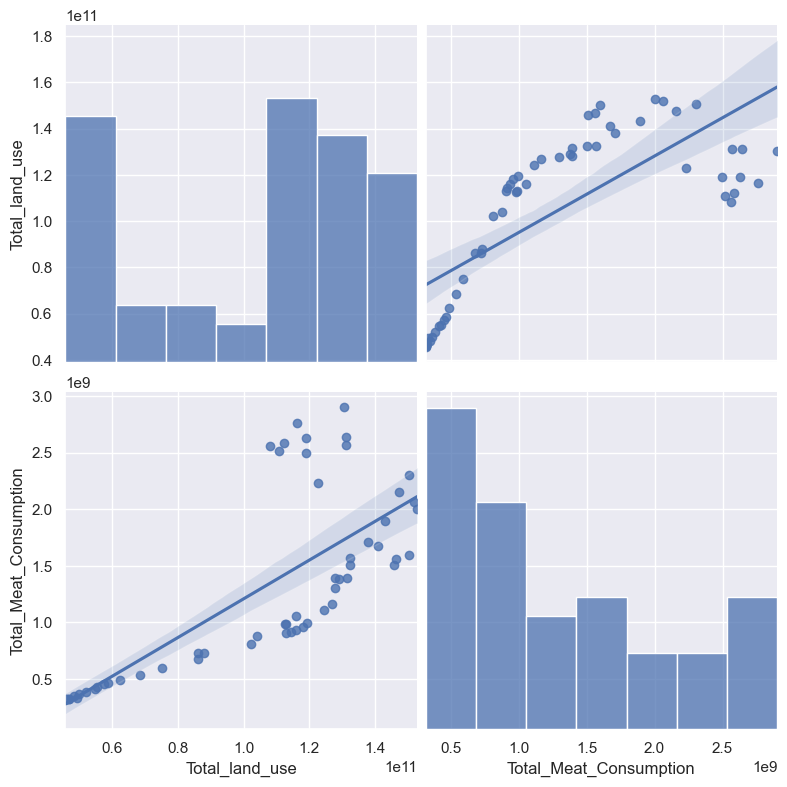 1e11
1.8
1.6
1.4
1.2
1.0
0.8
0.6
0.4
Total_land_use
1e9
3.0
2.5
2.0
1.5
1.0
0.5
Total_Meat_Consumption
0.6 0.8 1.0 1.2 1.4
Total_land_use
1e11
0.5 1.0 1.5 2.0 2.5
Total_Meat_Consumption
1e9